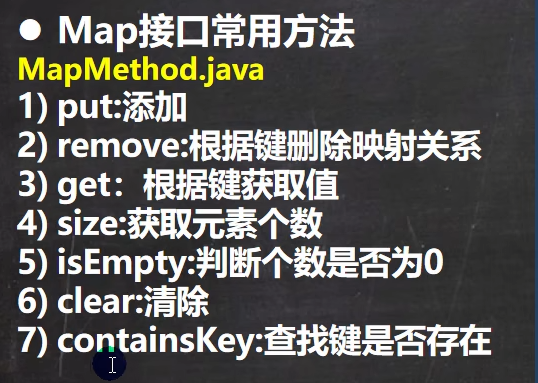 ● Map接口常用方法
MapMethod.java
1) put:添加
2) remove:根据键删除映射关系
3) get：根据键获取值
4) size:获取元素个数
5) isEmpty:判断个数是否为0
6) clear:清除
7) containsKey:查找键是否存在